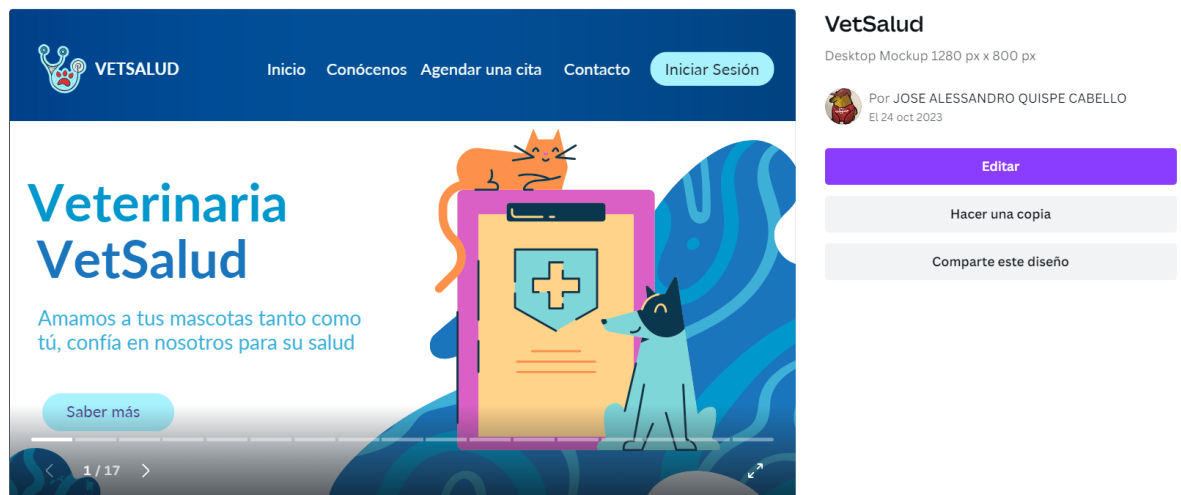 VETSALUD
Inicio Conócenos Agendar una cita Contacto Iniciar Sesión
Veterinaria
VetSalud
Amamos a tus mascotas tanto como
tú, confía en nosotros para su salud
Saber más
1 / 17
VetSalud
Desktop Mockup 1280 px x 800 px
Por JOSE ALESSANDRO QUISPE CABELLO
El 24 oct 2023
Editar
Hacer una copia
Comparte este diseño